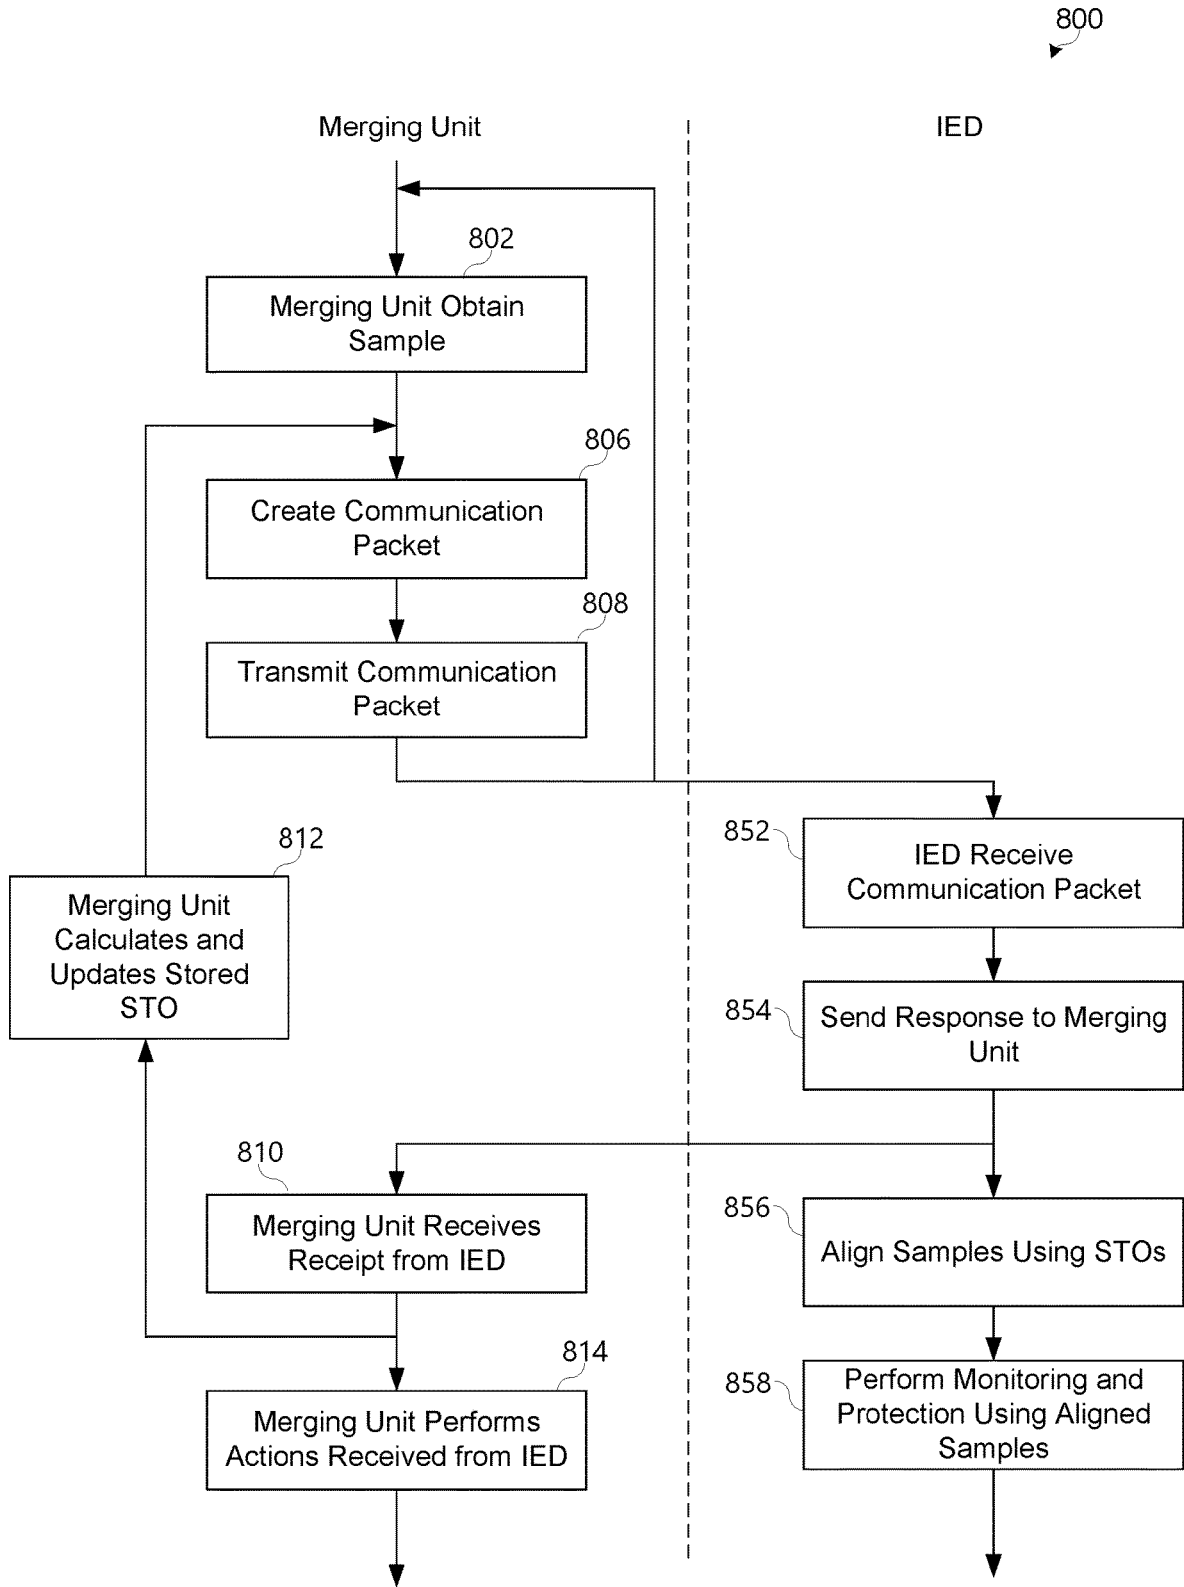 800
Merging Unit
IED
802
Merging Unit Obtain
Sample
806
Create Communication
Packet
808
Transmit Communication
Packet
812
Merging Unit
Calculates and
Updates Stored
STO
852
IED Receive
Communication Packet
854
Send Response to Merging
Unit
810
Merging Unit Receives
Receipt from IED
856
Align Samples Using STOs
814
Merging Unit Performs
Actions Received from IED
858
Perform Monitoring and
Protection Using Aligned
Samples